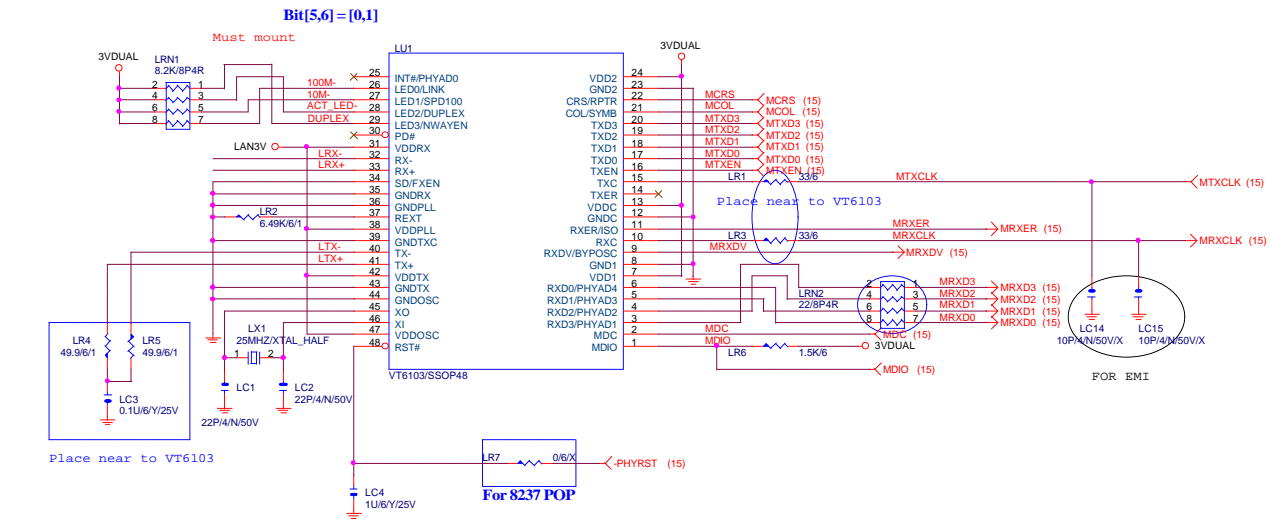 Bit[5,6] = [0,1]
Must mount
3VDUAL
LRN1
8.2K/8P4R
2 1
4 3
6 5
8 7
100M-
10M-
ACT_LED-
DUPLEX
LAN3V
LRX-
LRX+
LR2
6.49K/6/1
LTX-
LTX+
LU1
25 INT#/PHYAD0
26 LED0/LINK
27 LED1/SPD100
28 LED2/DUPLEX
29 LED3/NWAYEN
30 PD#
31 VDDRX
32 RX-
33 RX+
34 SD/FXEN
35 GNDRX
36 GNDPLL
37 REXT
38 VDDPLL
39 GNDTXC
40 TX-
41 TX+
42 VDDTX
43 GNDTX
44 GNDOSC
45 XO
46 XI
47 VDDOSC
48 RST#
VDD2 24
GND2 23
CRS/RPTR 22
COL/SYMB 21
TXD3 20
TXD2 19
TXD1 18
TXD0 17
TXEN 16
TXC 15
TXER 14
VDDC 13
GNDC 12
RXER/ISO 11
RXC 10
RXDV/BYPOSC 9
GND1 8
VDD1 7
RXD0/PHYAD4 6
RXD1/PHYAD3 5
RXD2/PHYAD2 4
RXD3/PHYAD1 3
MDC 2
MDIO 1
VT6103/SSOP48
3VDUAL
MCRS MCRS (15)
MCOL MCOL (15)
MTXD3 MTXD3 (15)
MTXD2 MTXD2 (15)
MTXD1 MTXD1 (15)
MTXD0 MTXD0 (15)
MTXEN MTXEN (15)
LR1 33/6 MTXCLK MTXCLK (15)
Place near to VT6103
MRXER MRXER (15)
LR3 33/6 MRXCLK MRXCLK (15)
MRXDV MRXDV (15)
2 1 MRXD3 MRXD3 (15)
LRN2 4 3 MRXD2 MRXD2 (15)
22/8P4R 6 5 MRXD1 MRXD1 (15)
8 7 MRXD0 MRXD0 (15)
MDC MDC (15)
MDIO 3VDUAL
LR6 1.5K/6
MDIO (15)
LC14
10P/4/N/50V/X
LC15
10P/4/N/50V/X
FOR EMI
LR4
49.9/6/1
LR5
49.9/6/1
LC3
0.1U/6/Y/25V
Place near to VT6103
LX1
25MHZ/XTAL_HALF
1 2
LC1
22P/4/N/50V
LC2
22P/4/N/50V
LR7 0/6/X
-PHYRST (15)
For 8237 POP
LC4
1U/6/Y/25V